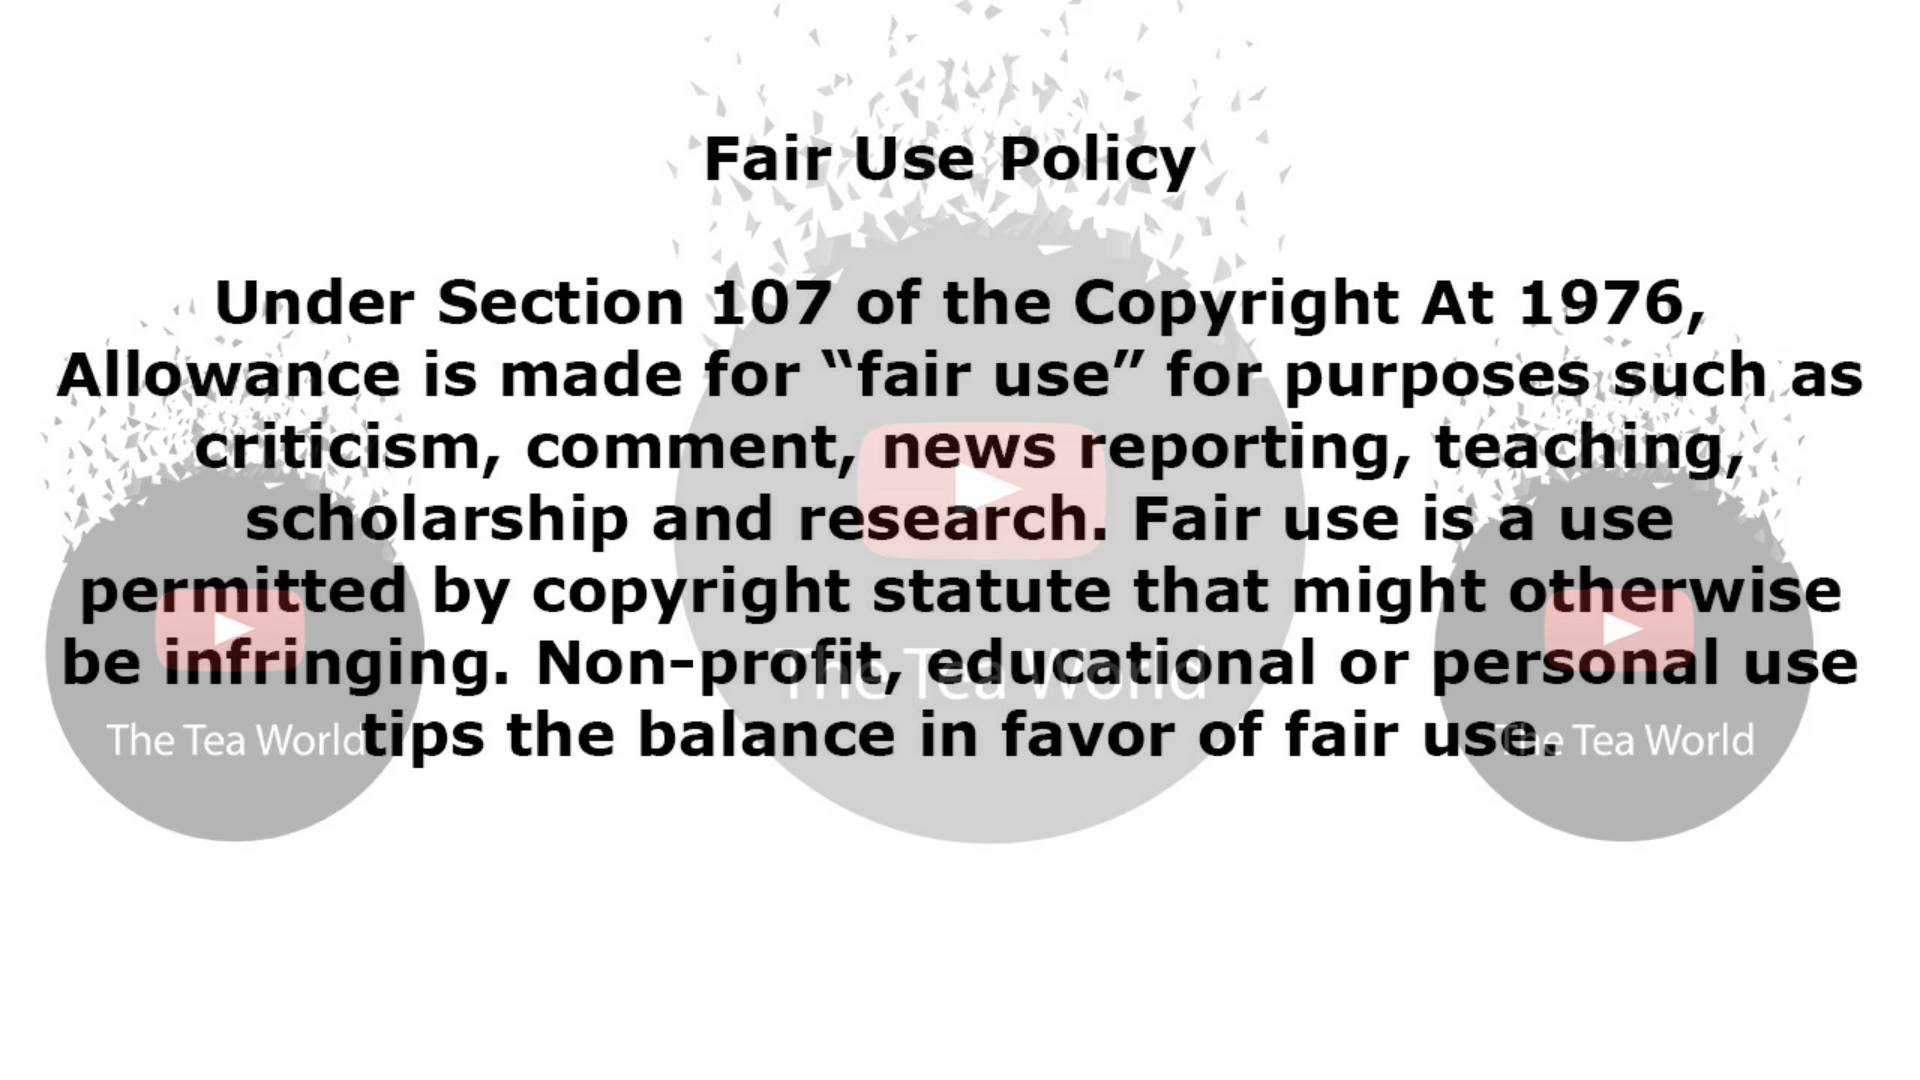 Fair Use Policy
Under Section 107 of the Copyright At 1976,
Allowance is made for “fair use” for purposes such as
criticism, comment, news reporting, teaching,
scholarship and research. Fair use is a use
permitted by copyright statute that might otherwise
be infringing. Non-profit, educational or personal use
tips the balance in favor of fair use.
The Tea World
The Tea World
The Tea World